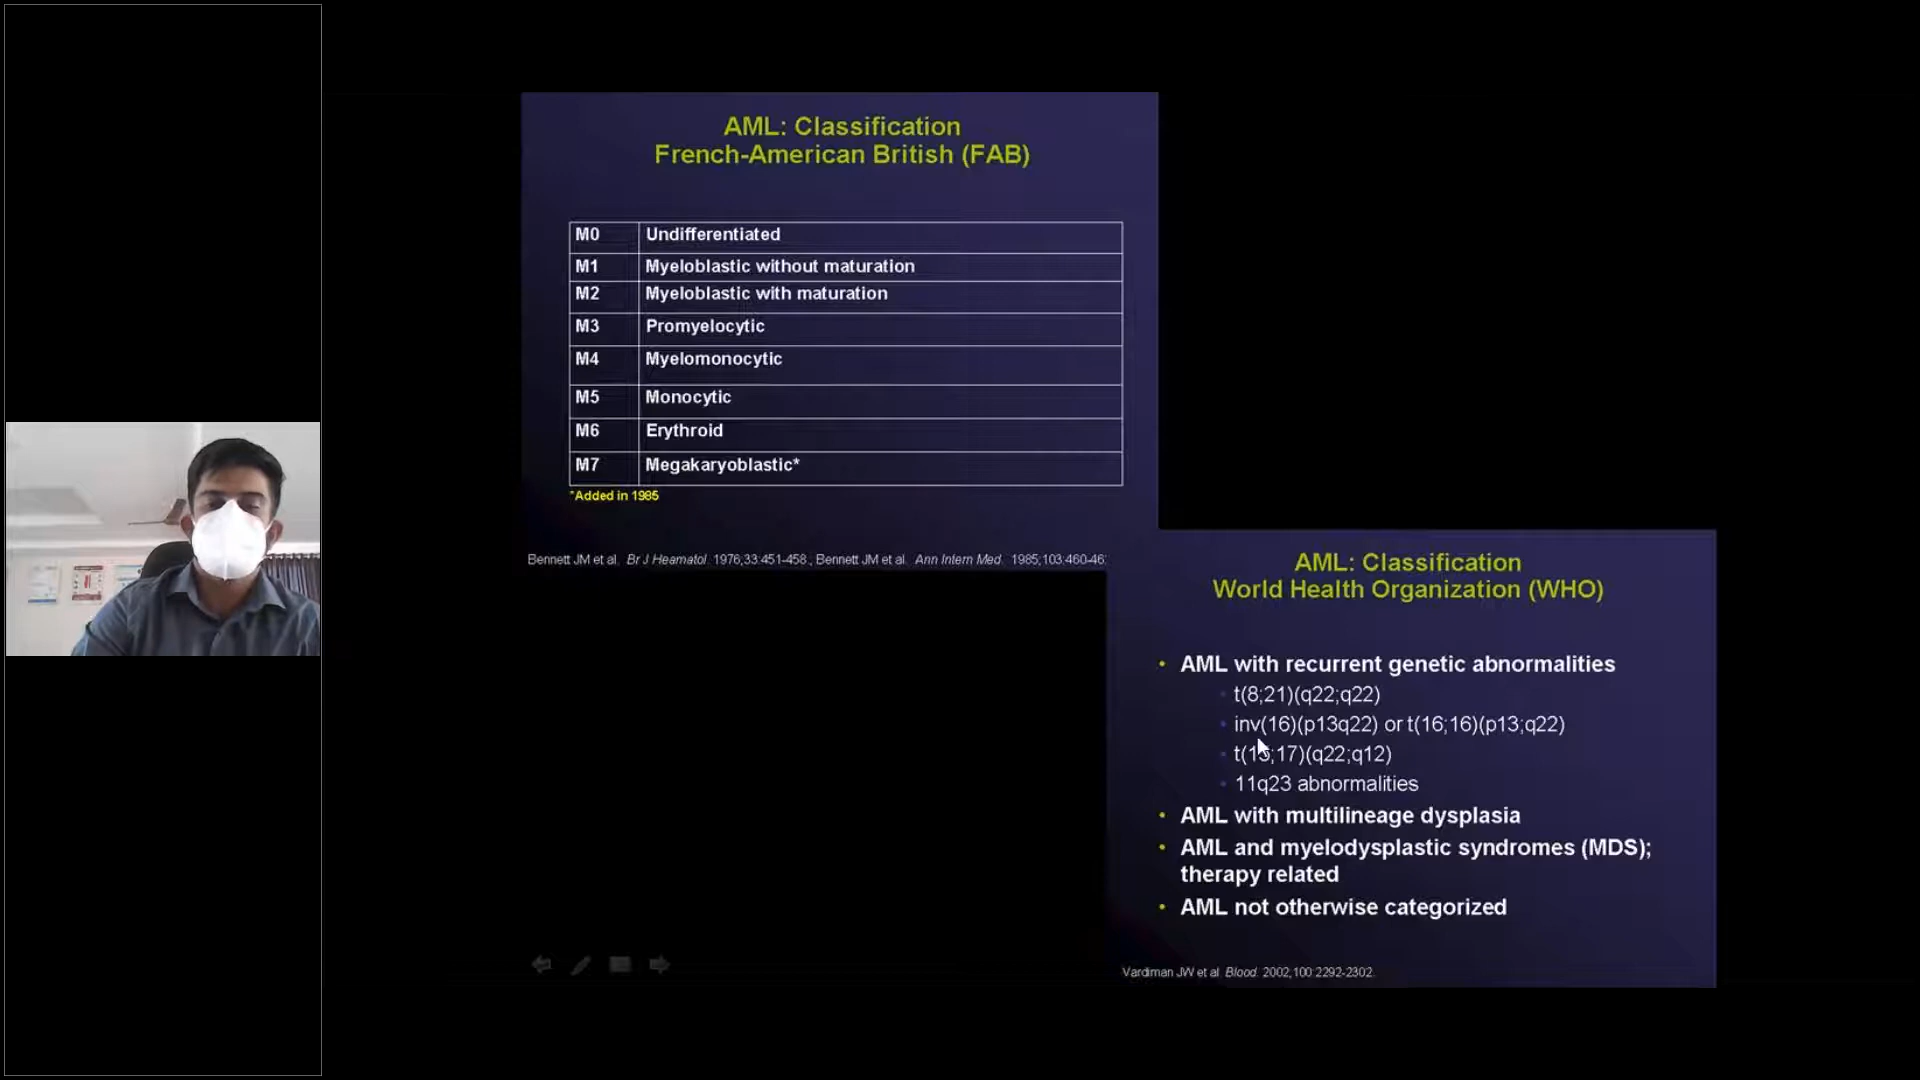 AML: Classification
French-American British (FAB)
M0 Undifferentiated
M1 Myeloblastic without maturation
M2 Myeloblastic with maturation
M3 Promyelocytic
M4 Myelomonocytic
M5 Monocytic
M6 Erythroid
M7 Megakaryoblastic*
*Added in 1985
Bennett JM et al. Br J Heamatol. 1976;33:451-458.; Bennett JM et al. Ann Intern Med. 1985;103:460-46
AML: Classification
World Health Organization (WHO)
• AML with recurrent genetic abnormalities
• t(8;21)(q22;q22)
• inv(16)(p13q22) or t(16;16)(p13;q22)
• t(15;17)(q22;q12)
• 11q23 abnormalities
• AML with multilineage dysplasia
• AML and myelodysplastic syndromes (MDS);
therapy related
• AML not otherwise categorized
Vardiman JW et al. Blood. 2002;100:2292-2302.